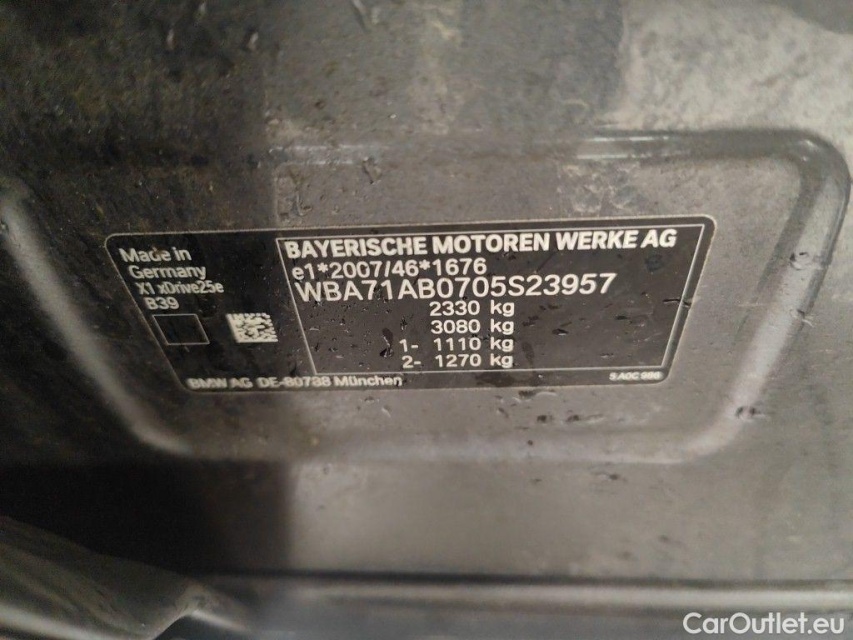 Made in
Germany
X1 xDrive25e
B39
BAYERISCHE MOTOREN WERKE AG
e1*2007/46*1676
WBA71AB0705S23957
2330 kg
3080 kg
1- 1110 kg
2- 1270 kg
BMW AG DE-80788 München
CarOutlet.eu